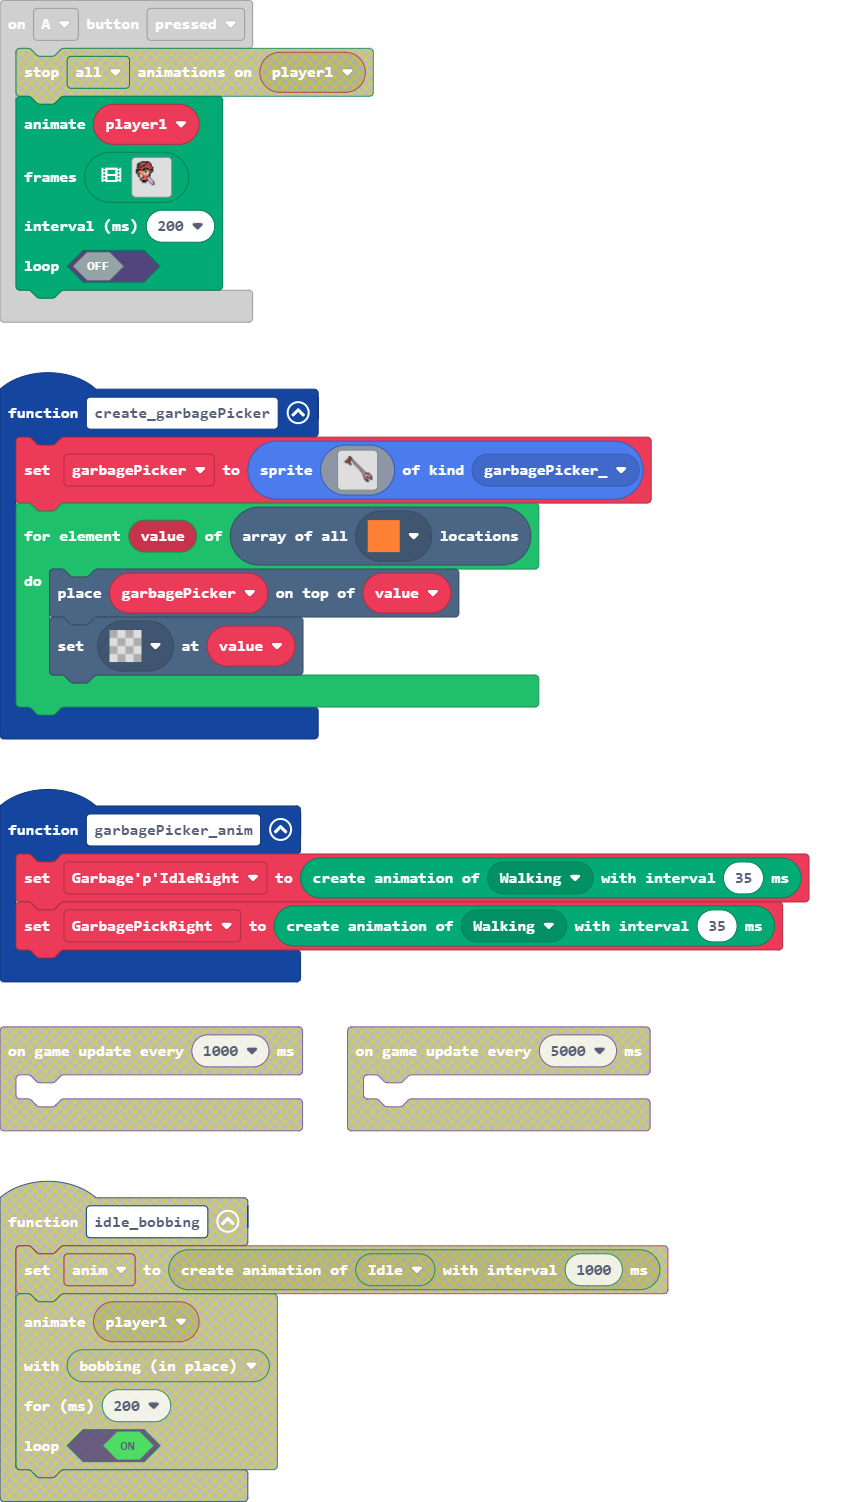 on A button pressed
stop all animations on player1
animate player1
frames
interval (ms) 200
loop OFF
function create_garbagePicker
set garbagePicker to sprite of kind garbagePicker_
for element value of array of all locations
do
place garbagePicker on top of value
set at value
function garbagePicker_anim
set Garbage'p'IdleRight to create animation of Walking with interval 35 ms
set GarbagePickRight to create animation of Walking with interval 35 ms
on game update every 1000 ms
on game update every 5000 ms
function idle_bobbing
set anim to create animation of Idle with interval 1000 ms
animate player1
with bobbing (in place)
for (ms) 200
loop ON